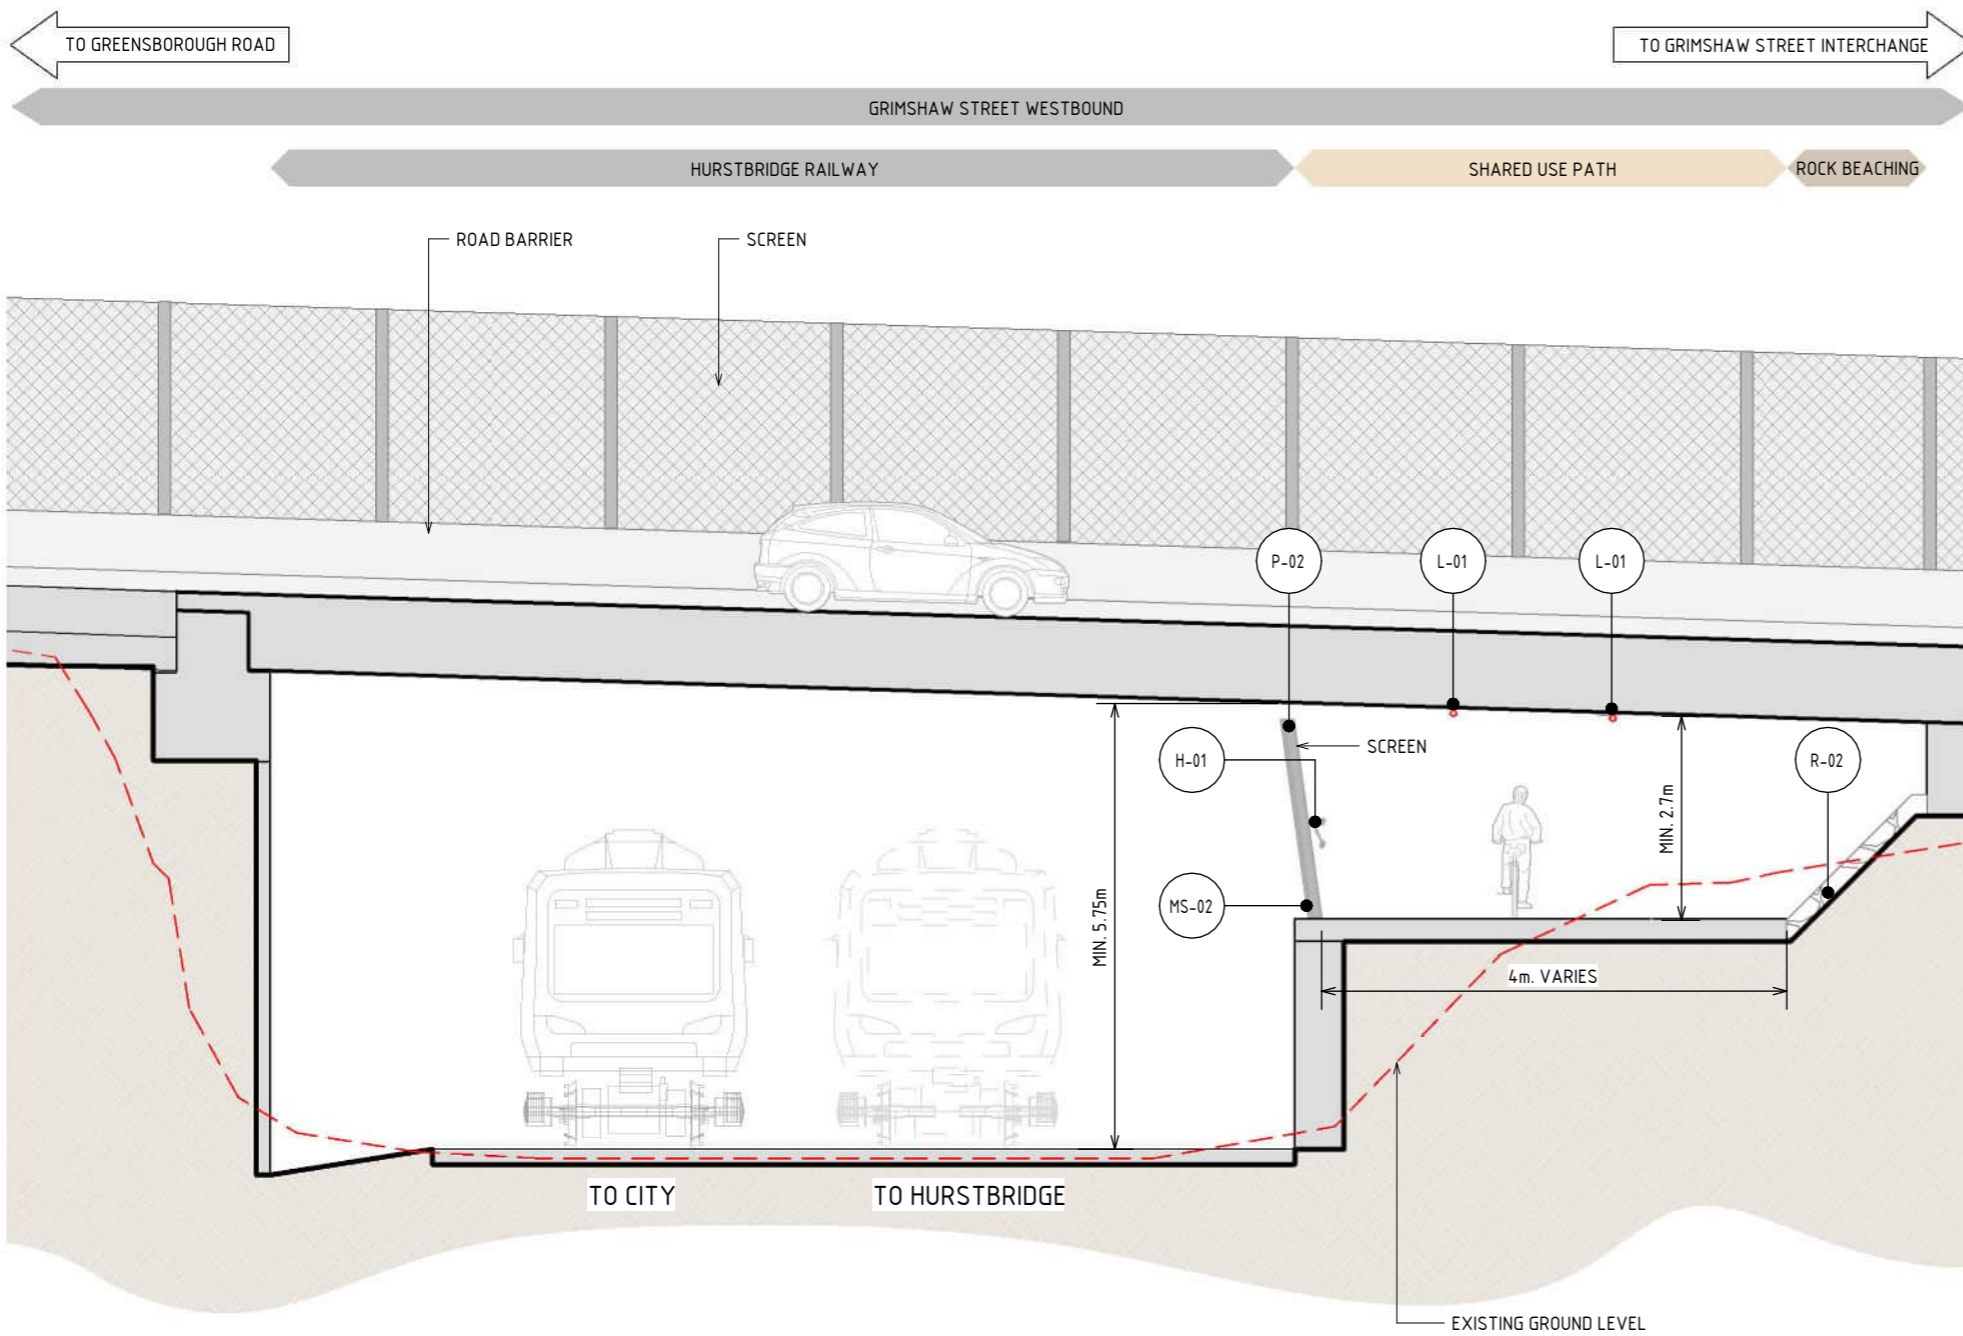 TO GREENSBOROUGH ROAD
TO GRIMSHAW STREET INTERCHANGE
GRIMSHAW STREET WESTBOUND
HURSTBRIDGE RAILWAY
SHARED USE PATH
ROCK BEACHING
ROAD BARRIER
SCREEN
P-02
L-01
L-01
H-01
SCREEN
R-02
MIN. 2.7m
MS-02
MIN. 5.75m
4m. VARIES
TO CITY
TO HURSTBRIDGE
EXISTING GROUND LEVEL